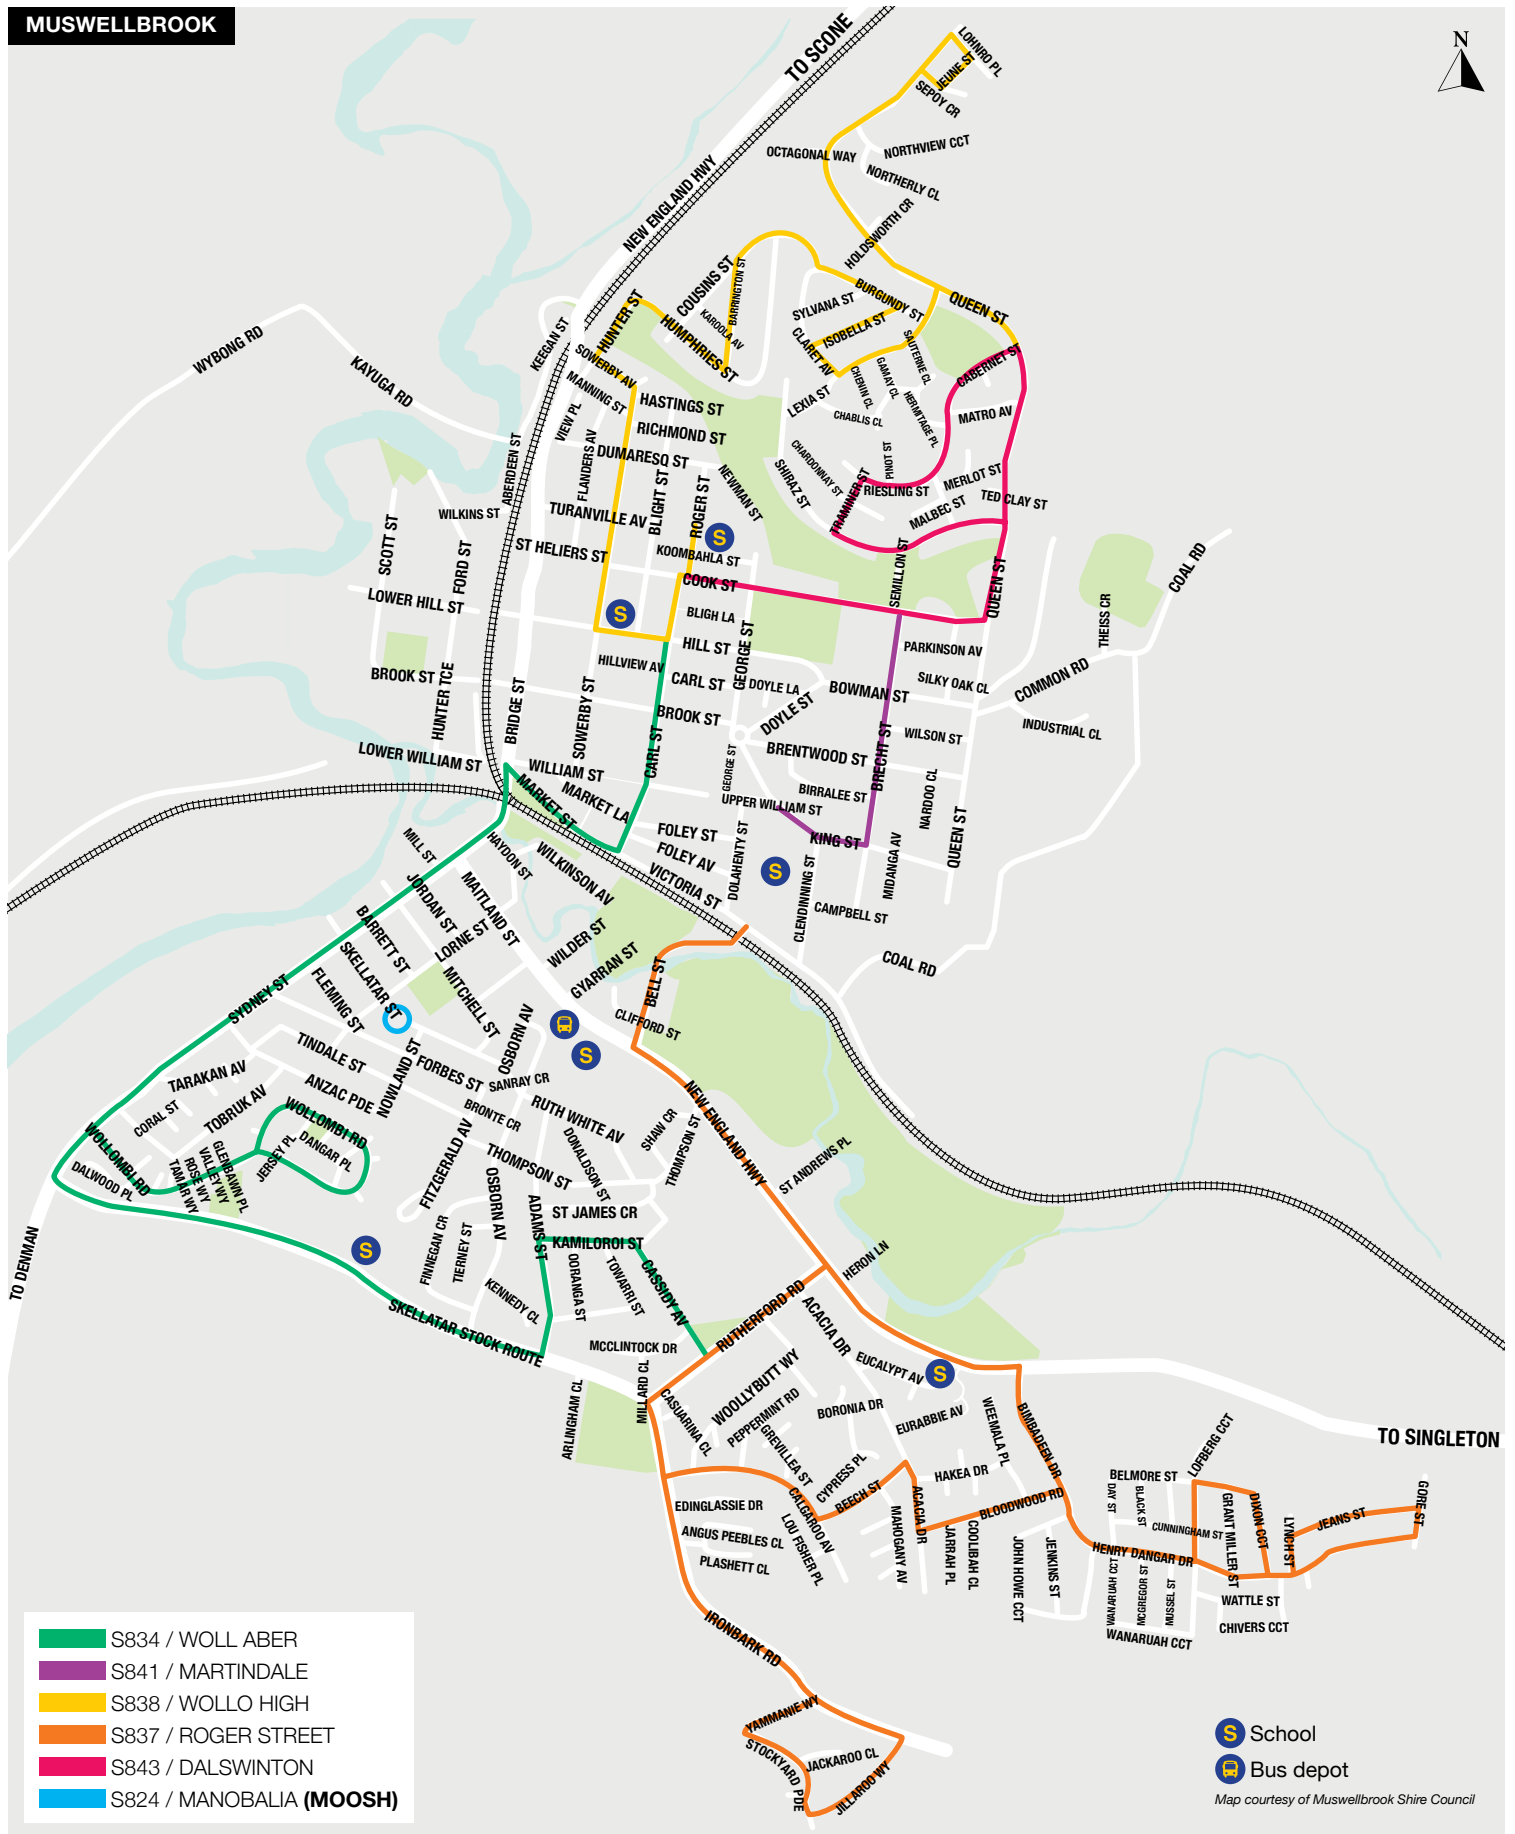 MUSWELLBROOK
N
TO SCONE
LOHNRO PL
JEUNE ST
SEPOY CR
OCTAGONAL WAY
NORTHVIEW CCT
NORTHERLY CL
NEW ENGLAND HWY
HOLDSWORTH CR
COUSINS ST
BARRINGTON ST
KAROOLA AV
HUNTER ST
HUMPHRIES ST
BURGUNDY ST
QUEEN ST
SYLVANA ST
ISOBELLA ST
CLARET AV
SAUTERNE CL
CABERNET ST
WYBONG RD
KAYUGA RD
KEEGAN ST
SOWERBY AV
MANNING ST
VIEW PL
FLANDERS AV
HASTINGS ST
RICHMOND ST
DUMARESQ ST
LEXIA ST
CHENIN CL
GAMAY CL
HERMITAGE PL
CHABLIS CL
MATRO AV
ABERDEEN ST
NEWMAN ST
SHIRAZ ST
CHARDONNAY ST
PINOT ST
TRAMINER ST
RIESLING ST
MERLOT ST
MALBEC ST
TED CLAY ST
WILKINS ST
SCOTT ST
FORD ST
TURANVILLE AV
BLIGHT ST
ROGER ST
S
ST HELIERS ST
KOOMBAHLA ST
COOK ST
SEMILLON ST
QUEEN ST
COAL RD
THEISS CR
LOWER HILL ST
S
BLIGH LA
HILL ST
GEORGE ST
PARKINSON AV
HILLVIEW AV
BROOK ST
HUNTER TCE
BRIDGE ST
SOWERBY ST
CARL ST
DOYLE LA
BOWMAN ST
SILKY OAK CL
COMMON RD
BROOK ST
DOYLE ST
INDUSTRIAL CL
CARL ST
GEORGE ST
BRENTWOOD ST
BRECHT ST
WILSON ST
LOWER WILLIAM ST
WILLIAM ST
MARKET LA
MARKET ST
UPPER WILLIAM ST
BIRRALEE ST
NARDOO CL
QUEEN ST
KING ST
FOLEY ST
FOLEY AV
VICTORIA ST
DOLAHENTY ST
S
CLENDINNING ST
MIDANGA AV
CAMPBELL ST
COAL RD
MILL ST
HAYDON ST
WILKINSON AV
JORDAN ST
MAITLAND ST
BARRETT ST
LORNE ST
SKELLATAR ST
WILDER ST
GYARRAN ST
BELL ST
FLEMING ST
MITCHELL ST
SYDNEY ST
OSBORN AV
CLIFFORD ST
S
TINDALE ST
TARAKAN AV
NOWLAND ST
FORBES ST
SANRAY CR
ANZAC PDE
TOBRUK AV
CORAL ST
WOLLOMBI RD
BRONTE CR
RUTH WHITE AV
SHAW CR
THOMPSON ST
NEW ENGLAND HWY
ST ANDREWS PL
WOLLOMBI RD
JERSEY PL
DANGAR PL
GLENBAWN PL
VALLEY WY
ROSE WY
TAMAR WY
DALWOOD PL
FITZGERALD AV
THOMPSON ST
DONALDSON ST
OSBORN AV
ADAMS ST
ST JAMES CR
KAMILOROI ST
CASSIDY AV
S
TO DENMAN
FINNEGAN CR
TIERNEY ST
KENNEDY CL
OORANGA ST
TOWARRI ST
HERON LN
SKELLATAR STOCK ROUTE
RUTHERFORD RD
ACACIA DR
MCCLINTOCK DR
MILLARD CL
ARLINGHAM CL
CASUARINA CL
WOOLLYBUTT WY
PEPPERMINT RD
GREVILLEA ST
EUCALYPT AV
S
BORONIA DR
EURABBIE AV
WEEMALA PL
BIMBADEEN DR
TO SINGLETON
CYPRESS PL
BEECH ST
CALGAROO AV
LOU FISHER PL
HAKEA DR
ACACIA DR
MAHOGANY AV
BLOODWOOD RD
JARRAH PL
COOLIBAH CL
JOHN HOWE CCT
JENKINS ST
EDINGLASSIE DR
ANGUS PEEBLES CL
PLASHETT CL
LOFBERG CCT
BELMORE ST
DAY ST
BLACK ST
CUNNINGHAM ST
GRANT MILLER ST
DIXON CCT
LYNCH ST
JEANS ST
GORE ST
HENRY DANGAR DR
WANARUAH CCT
MCGREGOR ST
MUSSEL ST
WATTLE ST
CHIVERS CCT
WANARUAH CCT
IRONBARK RD
YAMMANIE WY
STOCKYARD PDE
JACKAROO CL
JILLAROO WY
S834 / WOLL ABER
S841 / MARTINDALE
S838 / WOLLO HIGH
S837 / ROGER STREET
S843 / DALSWINTON
S824 / MANOBALIA (MOOSH)
S School
Bus depot
Map courtesy of Muswellbrook Shire Council